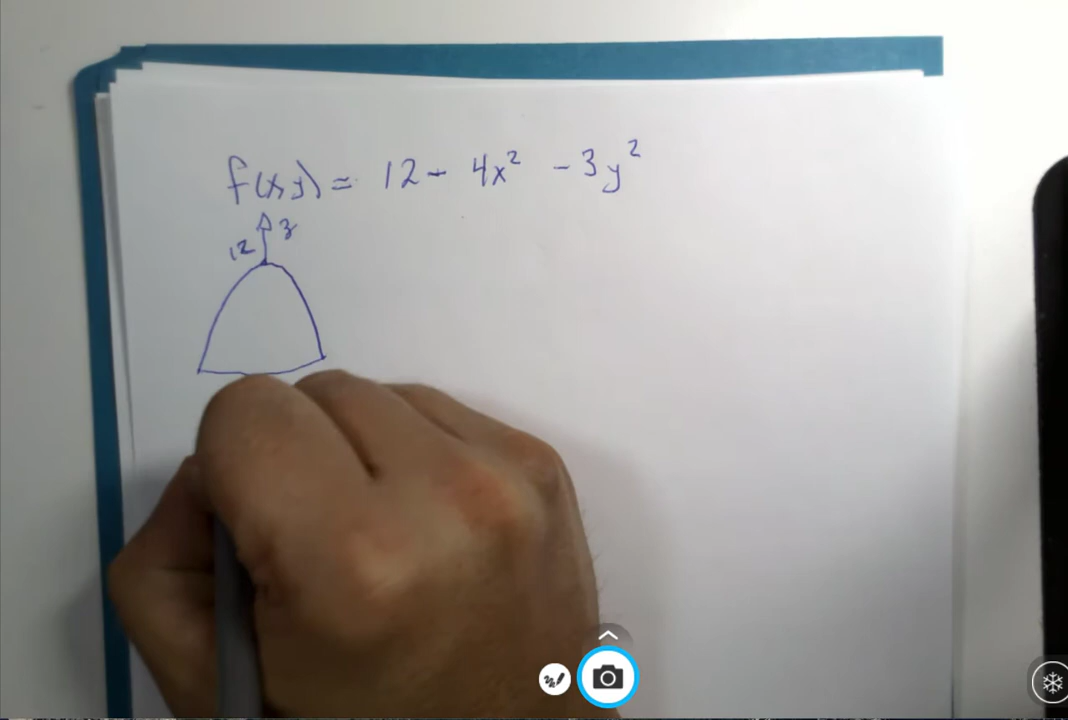 f(x,y) = 12 - 4x² - 3y²
z
12